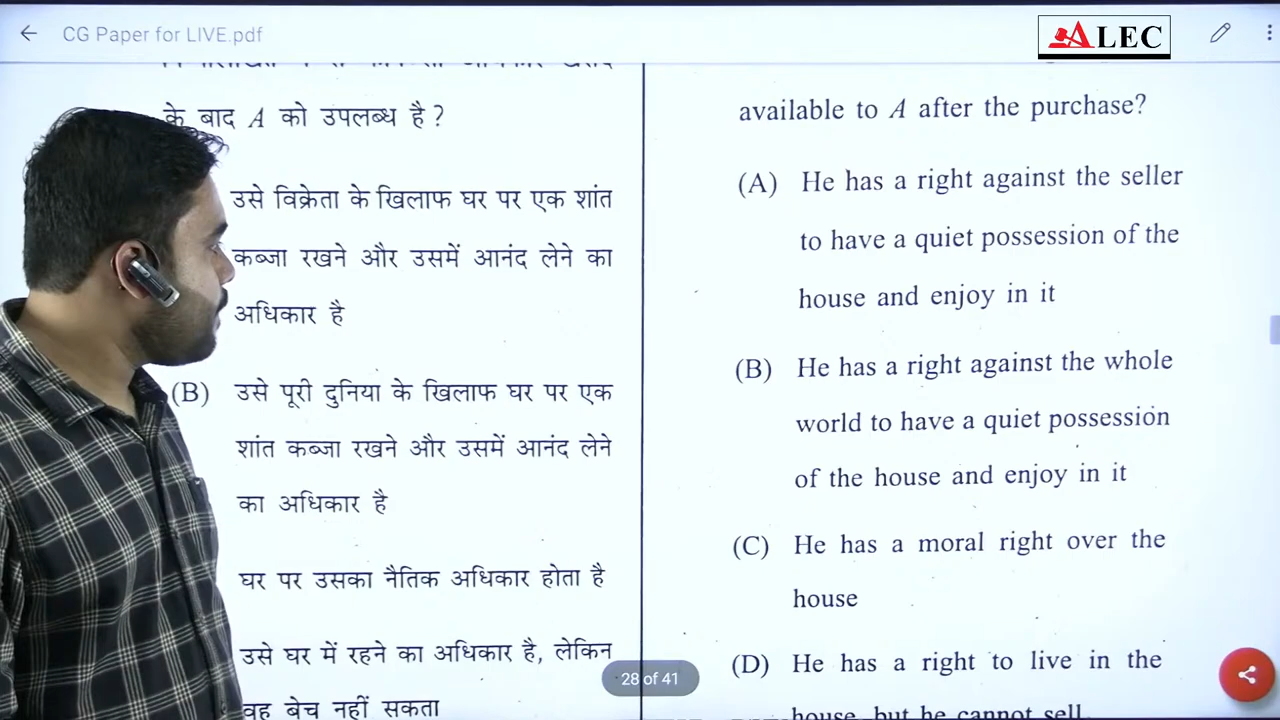 CG Paper for LIVE.pdf
ALEC
के बाद A को उपलब्ध है ?
उसे विक्रेता के खिलाफ घर पर एक शांत
कब्जा रखने और उसमें आनंद लेने का
अधिकार है
(B) उसे पूरी दुनिया के खिलाफ घर पर एक
शांत कब्जा रखने और उसमें आनंद लेने
का अधिकार है
घर पर उसका नैतिक अधिकार होता है
उसे घर में रहने का अधिकार है, लेकिन
वह बेच नहीं सकता
available to A after the purchase?
(A) He has a right against the seller
to have a quiet possession of the
house and enjoy in it
(B) He has a right against the whole
world to have a quiet possession
of the house and enjoy in it
(C) He has a moral right over the
house
(D) He has a right to live in the
house, but he cannot sell
28 of 41